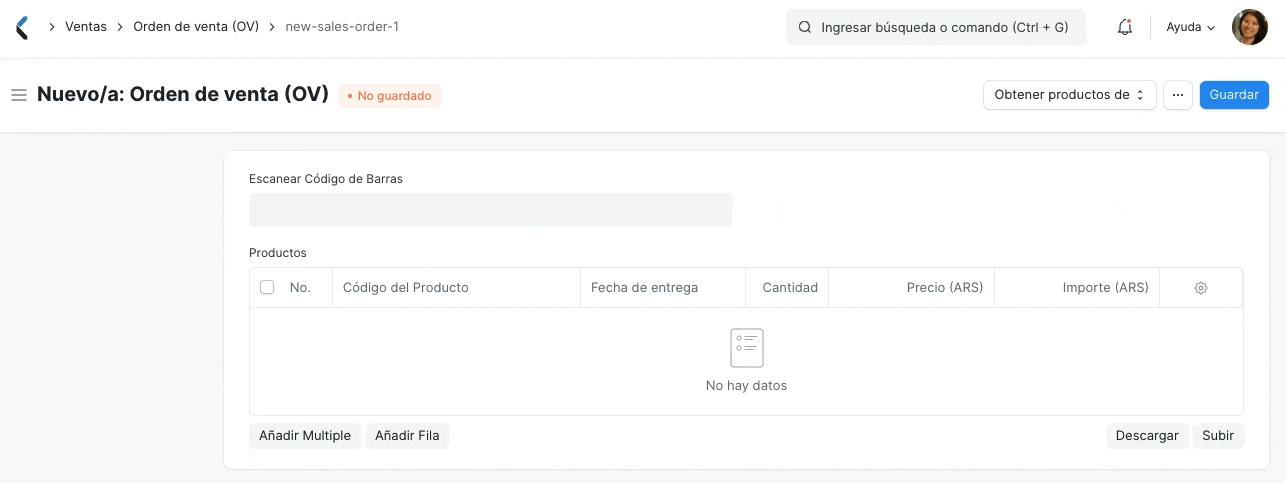 Ventas > Orden de venta (OV) > new-sales-order-1
Ingresar búsqueda o comando (Ctrl + G)
Ayuda
Nuevo/a: Orden de venta (OV)
• No guardado
Obtener productos de
···
Guardar
Escanear Código de Barras
Productos
No. Código del Producto Fecha de entrega Cantidad Precio (ARS) Importe (ARS)
No hay datos
Añadir Multiple Añadir Fila Descargar Subir